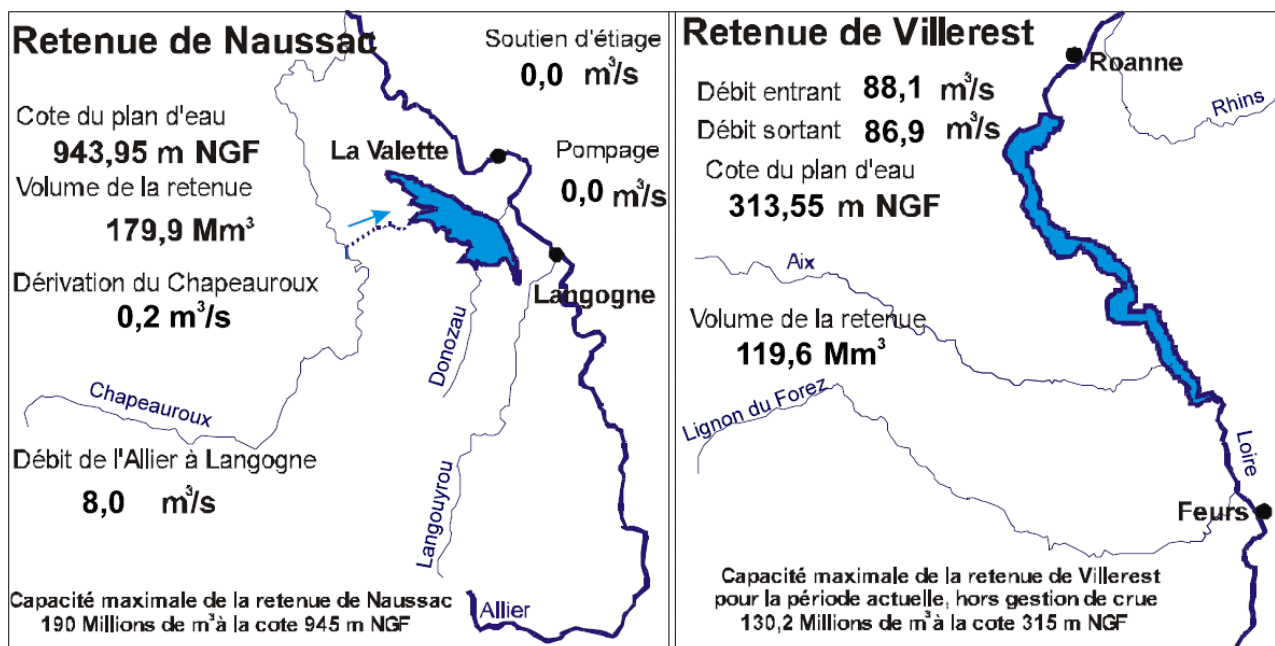 Retenue de Naussac
Soutien d'étiage
0,0 m³/s
Cote du plan d'eau
943,95 m NGF
La Valette
Pompage
0,0 m³/s
Volume de la retenue
179,9 Mm³
Dérivation du Chapeauroux
0,2 m³/s
Langogne
Donozau
Chapeauroux
Débit de l'Allier à Langogne
8,0 m³/s
Langouyrou
Allier
Capacité maximale de la retenue de Naussac
190 Millions de m³ à la cote 945 m NGF
Retenue de Villerest
Roanne
Débit entrant 88,1 m³/s
Rhins
Débit sortant 86,9 m³/s
Cote du plan d'eau
313,55 m NGF
Aix
Volume de la retenue
119,6 Mm³
Lignon du Forez
Loire
Feurs
Capacité maximale de la retenue de Villerest
pour la période actuelle, hors gestion de crue
130,2 Millions de m³ à la cote 315 m NGF